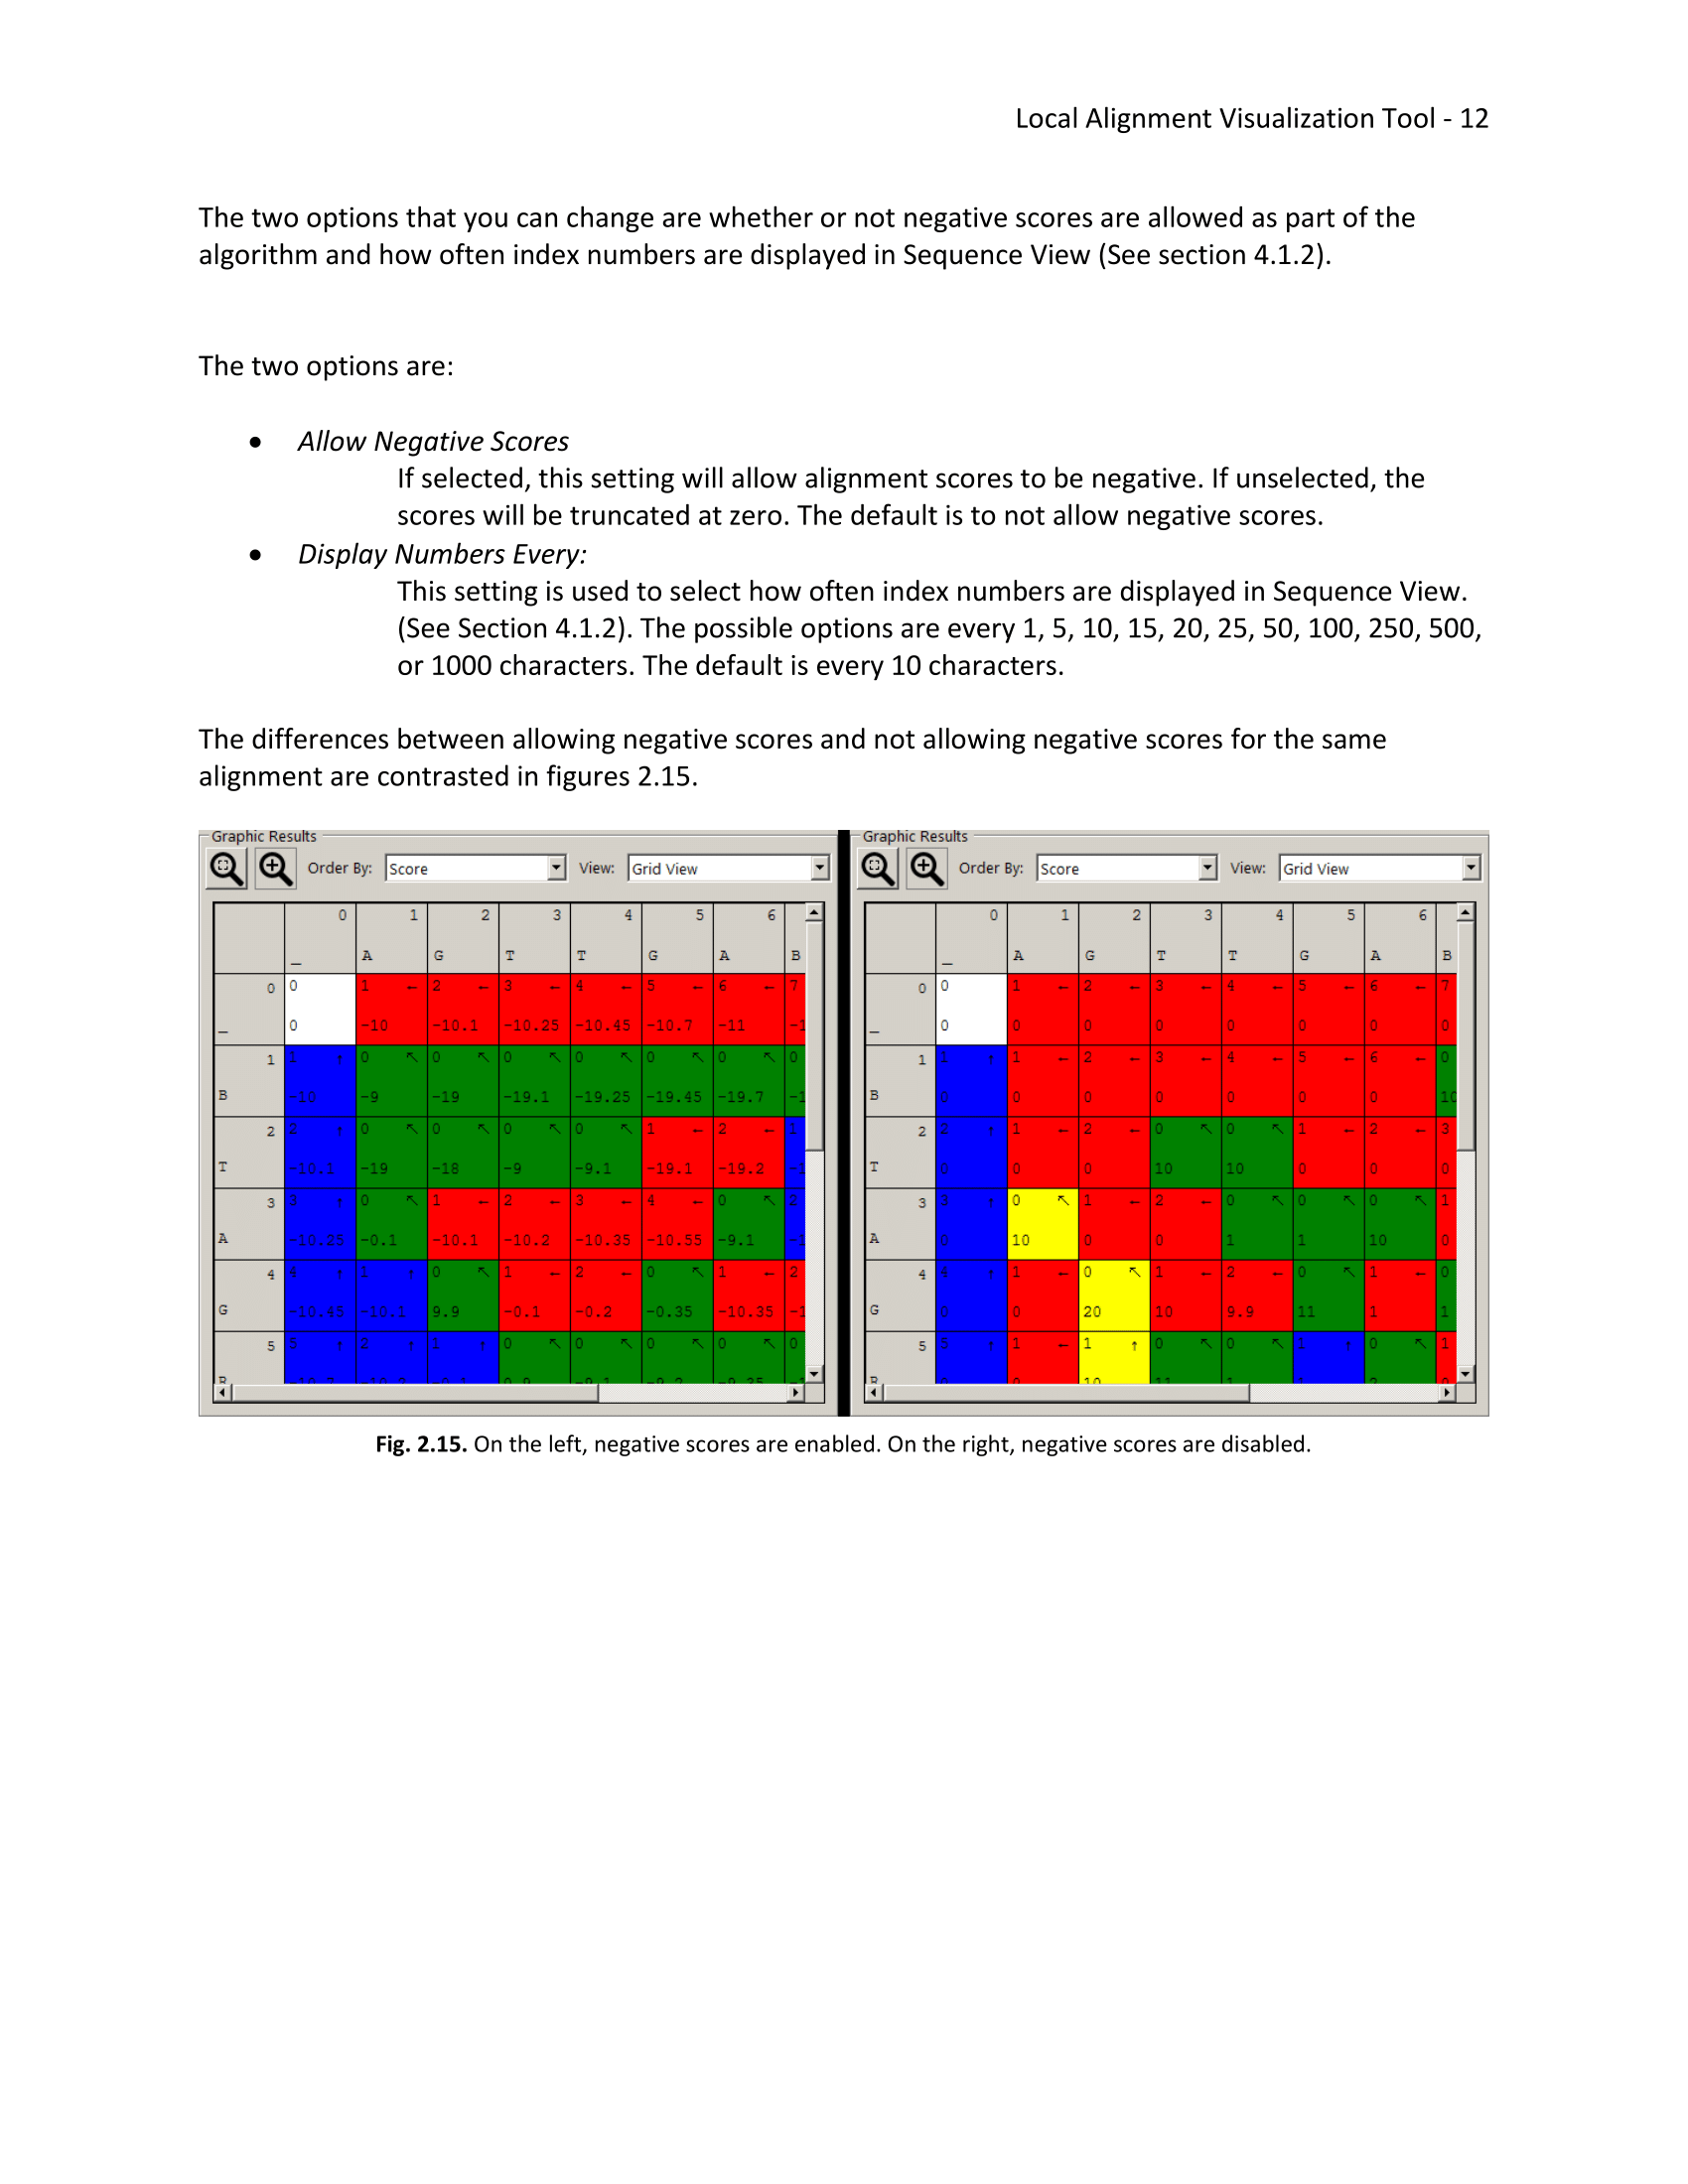 Local Alignment Visualization Tool - 12
The two options that you can change are whether or not negative scores are allowed as part of the
algorithm and how often index numbers are displayed in Sequence View (See section 4.1.2).
The two options are:
• Allow Negative Scores
If selected, this setting will allow alignment scores to be negative. If unselected, the
scores will be truncated at zero. The default is to not allow negative scores.
• Display Numbers Every:
This setting is used to select how often index numbers are displayed in Sequence View.
(See Section 4.1.2). The possible options are every 1, 5, 10, 15, 20, 25, 50, 100, 250, 500,
or 1000 characters. The default is every 10 characters.
The differences between allowing negative scores and not allowing negative scores for the same
alignment are contrasted in figures 2.15.
Graphic Results
Order By: Score View: Grid View
0 1 2 3 4 5 6
_ A G T T G A B
0 0 1 ← 2 ← 3 ← 4 ← 5 ← 6 ← 7
_ 0 -10 -10.1 -10.25 -10.45 -10.7 -11
1 1 ↑ 0 ↖ 0 ↖ 0 ↖ 0 ↖ 0 ↖ 0 ↖ 0
B -10 -9 -19 -19.1 -19.25 -19.45 -19.7
2 2 ↑ 0 ↖ 0 ↖ 0 ↖ 0 ↖ 1 ← 2 ← 1
T -10.1 -19 -18 -9 -9.1 -19.1 -19.2
3 3 ↑ 0 ↖ 1 ← 2 ← 3 ← 4 ← 0 ↖ 2
A -10.25 -0.1 -10.1 -10.2 -10.35 -10.55 -9.1
4 4 ↑ 1 ↑ 0 ↖ 1 ← 2 ← 0 ↖ 1 ← 2
G -10.45 -10.1 9.9 -0.1 -0.2 -0.35 -10.35
5 5 ↑ 2 ↑ 1 ↑ 0 ↖ 0 ↖ 0 ↖ 0 ↖ 0
Graphic Results
Order By: Score View: Grid View
0 1 2 3 4 5 6
_ A G T T G A B
0 0 1 ← 2 ← 3 ← 4 ← 5 ← 6 ← 7
_ 0 0 0 0 0 0 0 0
1 1 ↑ 1 ← 2 ← 3 ← 4 ← 5 ← 6 ← 0
B 0 0 0 0 0 0 0 10
2 2 ↑ 1 ← 2 ← 0 ↖ 0 ↖ 1 ← 2 ← 3
T 0 0 0 10 10 0 0 0
3 3 ↑ 0 ↖ 1 ← 2 ← 0 ↖ 0 ↖ 0 ↖ 1
A 0 10 0 0 1 1 10 0
4 4 ↑ 1 ← 0 ↖ 1 ← 2 ← 0 ↖ 1 ← 0
G 0 0 20 10 9.9 11 1 1
5 5 ↑ 1 ← 1 ↑ 0 ↖ 0 ↖ 1 ↑ 0 ↖ 1
Fig. 2.15. On the left, negative scores are enabled. On the right, negative scores are disabled.